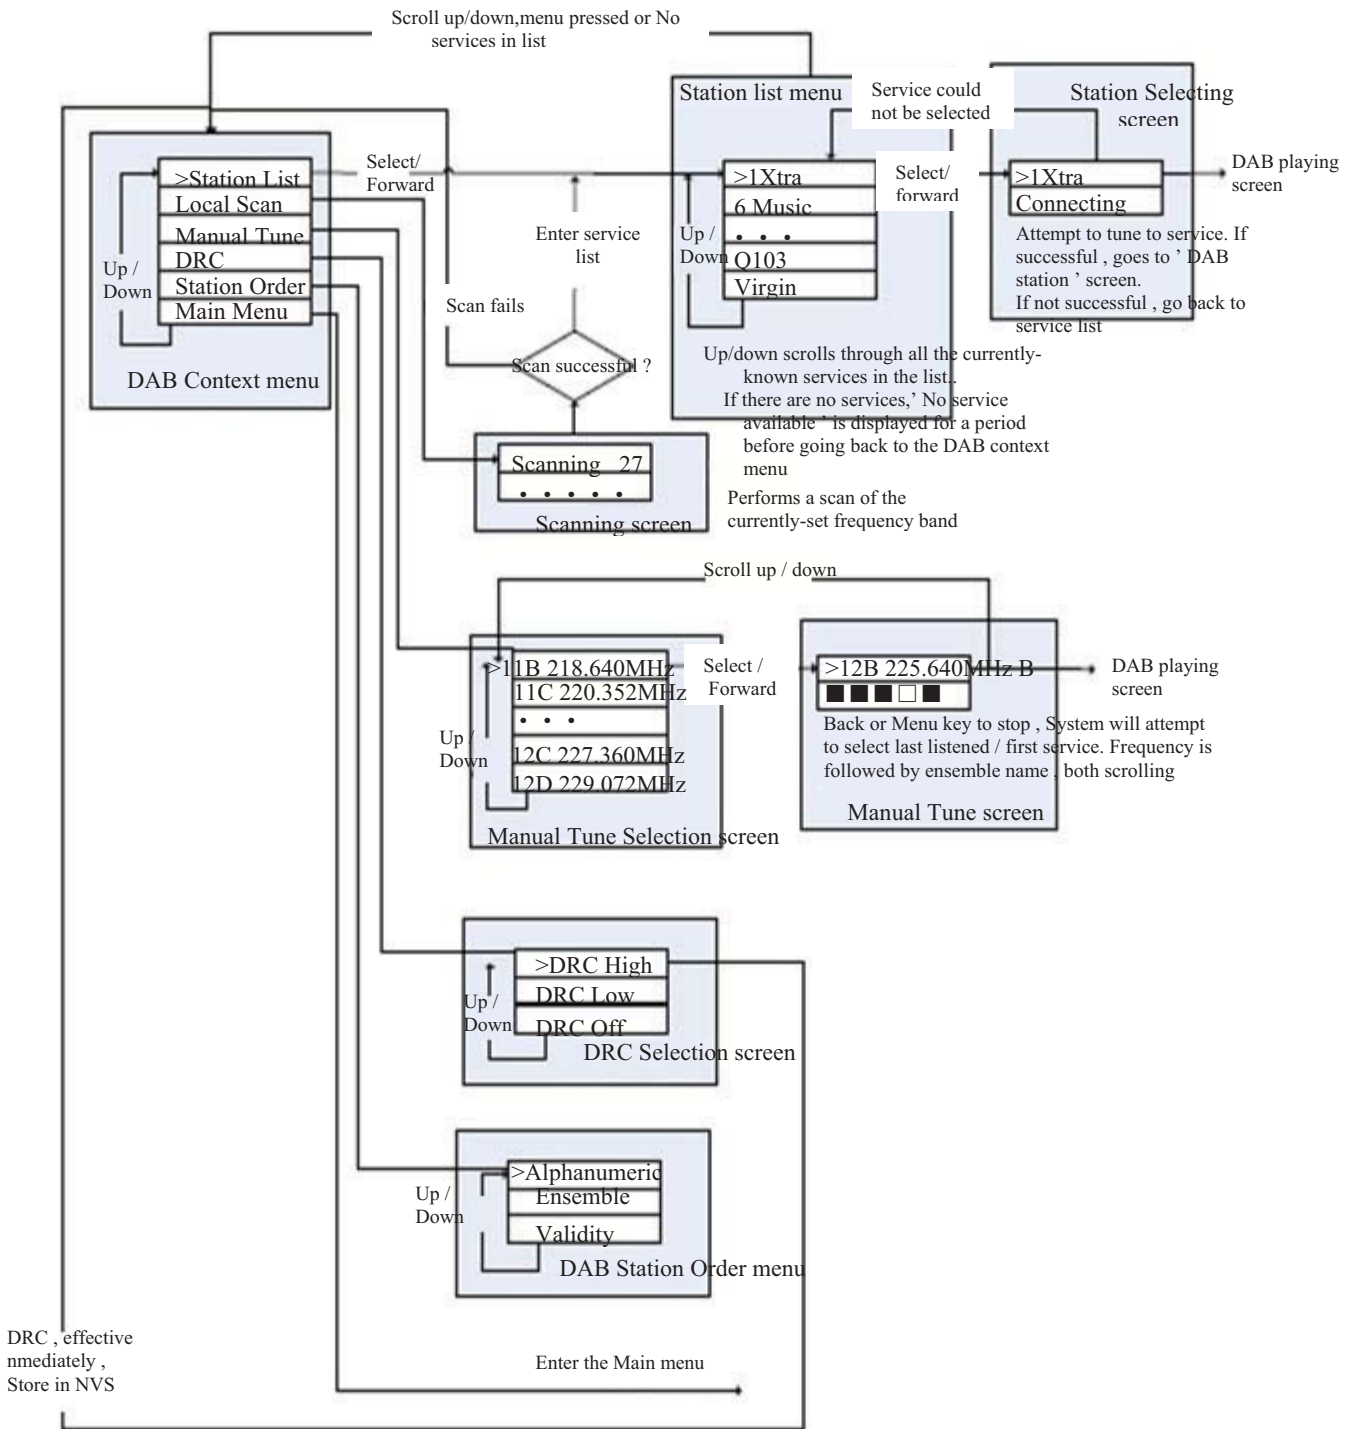 Scroll up/down,menu pressed or No
services in list
Station list menu
Service could
not be selected
Station Selecting
screen
Select/
Forward
>Station List
Local Scan
Manual Tune
DRC
Station Order
Main Menu
Up /
Down
DAB Context menu
Enter service
list
Scan fails
Scan successful ?
>1Xtra
6 Music
. . .
Q103
Virgin
Up /
Down
Select/
forward
>1Xtra
Connecting
DAB playing
screen
Attempt to tune to service. If
successful , goes to ’ DAB
station ’ screen.
If not successful , go back to
service list
Up/down scrolls through all the currently-
known services in the list..
If there are no services,’ No service
available ’ is displayed for a period
before going back to the DAB context
menu
Scanning 27
. . . . .
Scanning screen
Performs a scan of the
currently-set frequency band
Scroll up / down
>11B 218.640MHz
11C 220.352MHz
. . .
12C 227.360MHz
12D 229.072MHz
Up /
Down
Manual Tune Selection screen
Select /
Forward
>12B 225.640MHz B
■ ■ ■ □ ■
DAB playing
screen
Back or Menu key to stop , System will attempt
to select last listened / first service. Frequency is
followed by ensemble name , both scrolling
Manual Tune screen
>DRC High
DRC Low
DRC Off
Up /
Down
DRC Selection screen
>Alphanumeric
Ensemble
Validity
Up /
Down
DAB Station Order menu
DRC , effective
nmediately ,
Store in NVS
Enter the Main menu